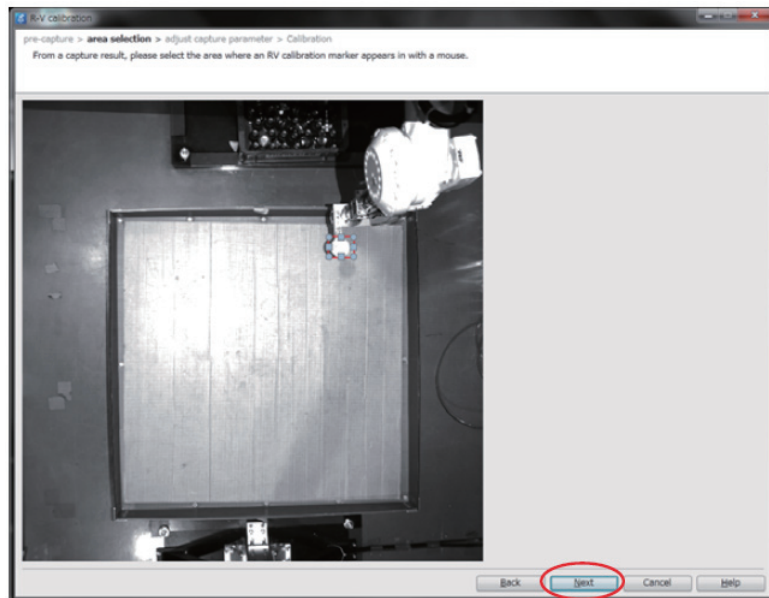 R-V calibration
pre-capture > area selection > adjust capture parameter > Calibration
From a capture result, please select the area where an RV calibration marker appears in with a mouse.
Back
Next
Cancel
Help